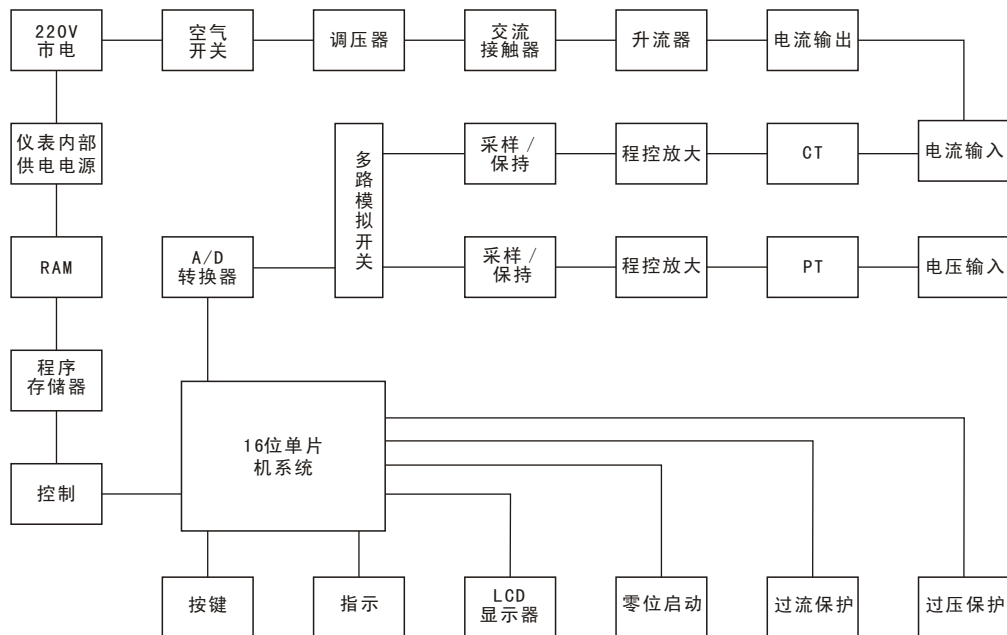 220V
市电
空气
开关
调压器
交流
接触器
升流器
电流输出
仪表内部
供电电源
多路模拟开关
采样/
保持
程控放大
CT
电流输入
RAM
A/D
转换器
采样/
保持
程控放大
PT
电压输入
程序
存储器
16位单片
机系统
控制
按键
指示
LCD
显示器
零位启动
过流保护
过压保护